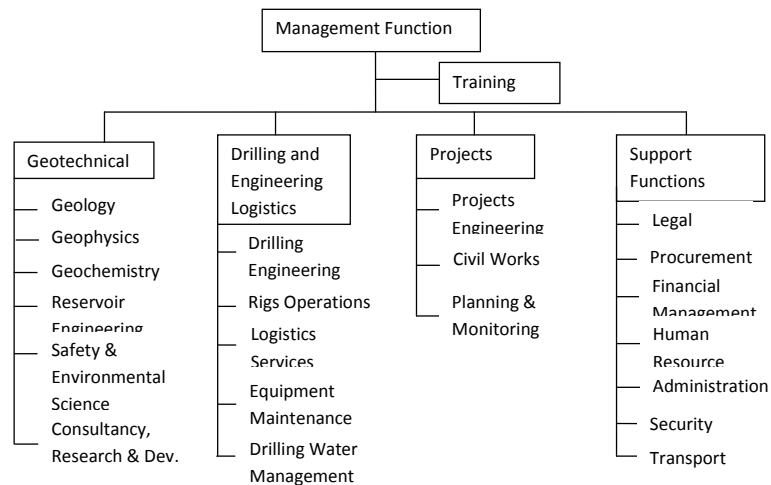 Management Function
Training
Geotechnical
Geology
Geophysics
Geochemistry
Reservoir
Engineering
Safety &
Environmental
Science
Consultancy,
Research & Dev.
Drilling and
Engineering
Logistics
Drilling
Engineering
Rigs Operations
Logistics
Services
Equipment
Maintenance
Drilling Water
Management
Projects
Projects
Engineering
Civil Works
Planning &
Monitoring
Support
Functions
Legal
Procurement
Financial
Management
Human
Resource
Administration
Security
Transport